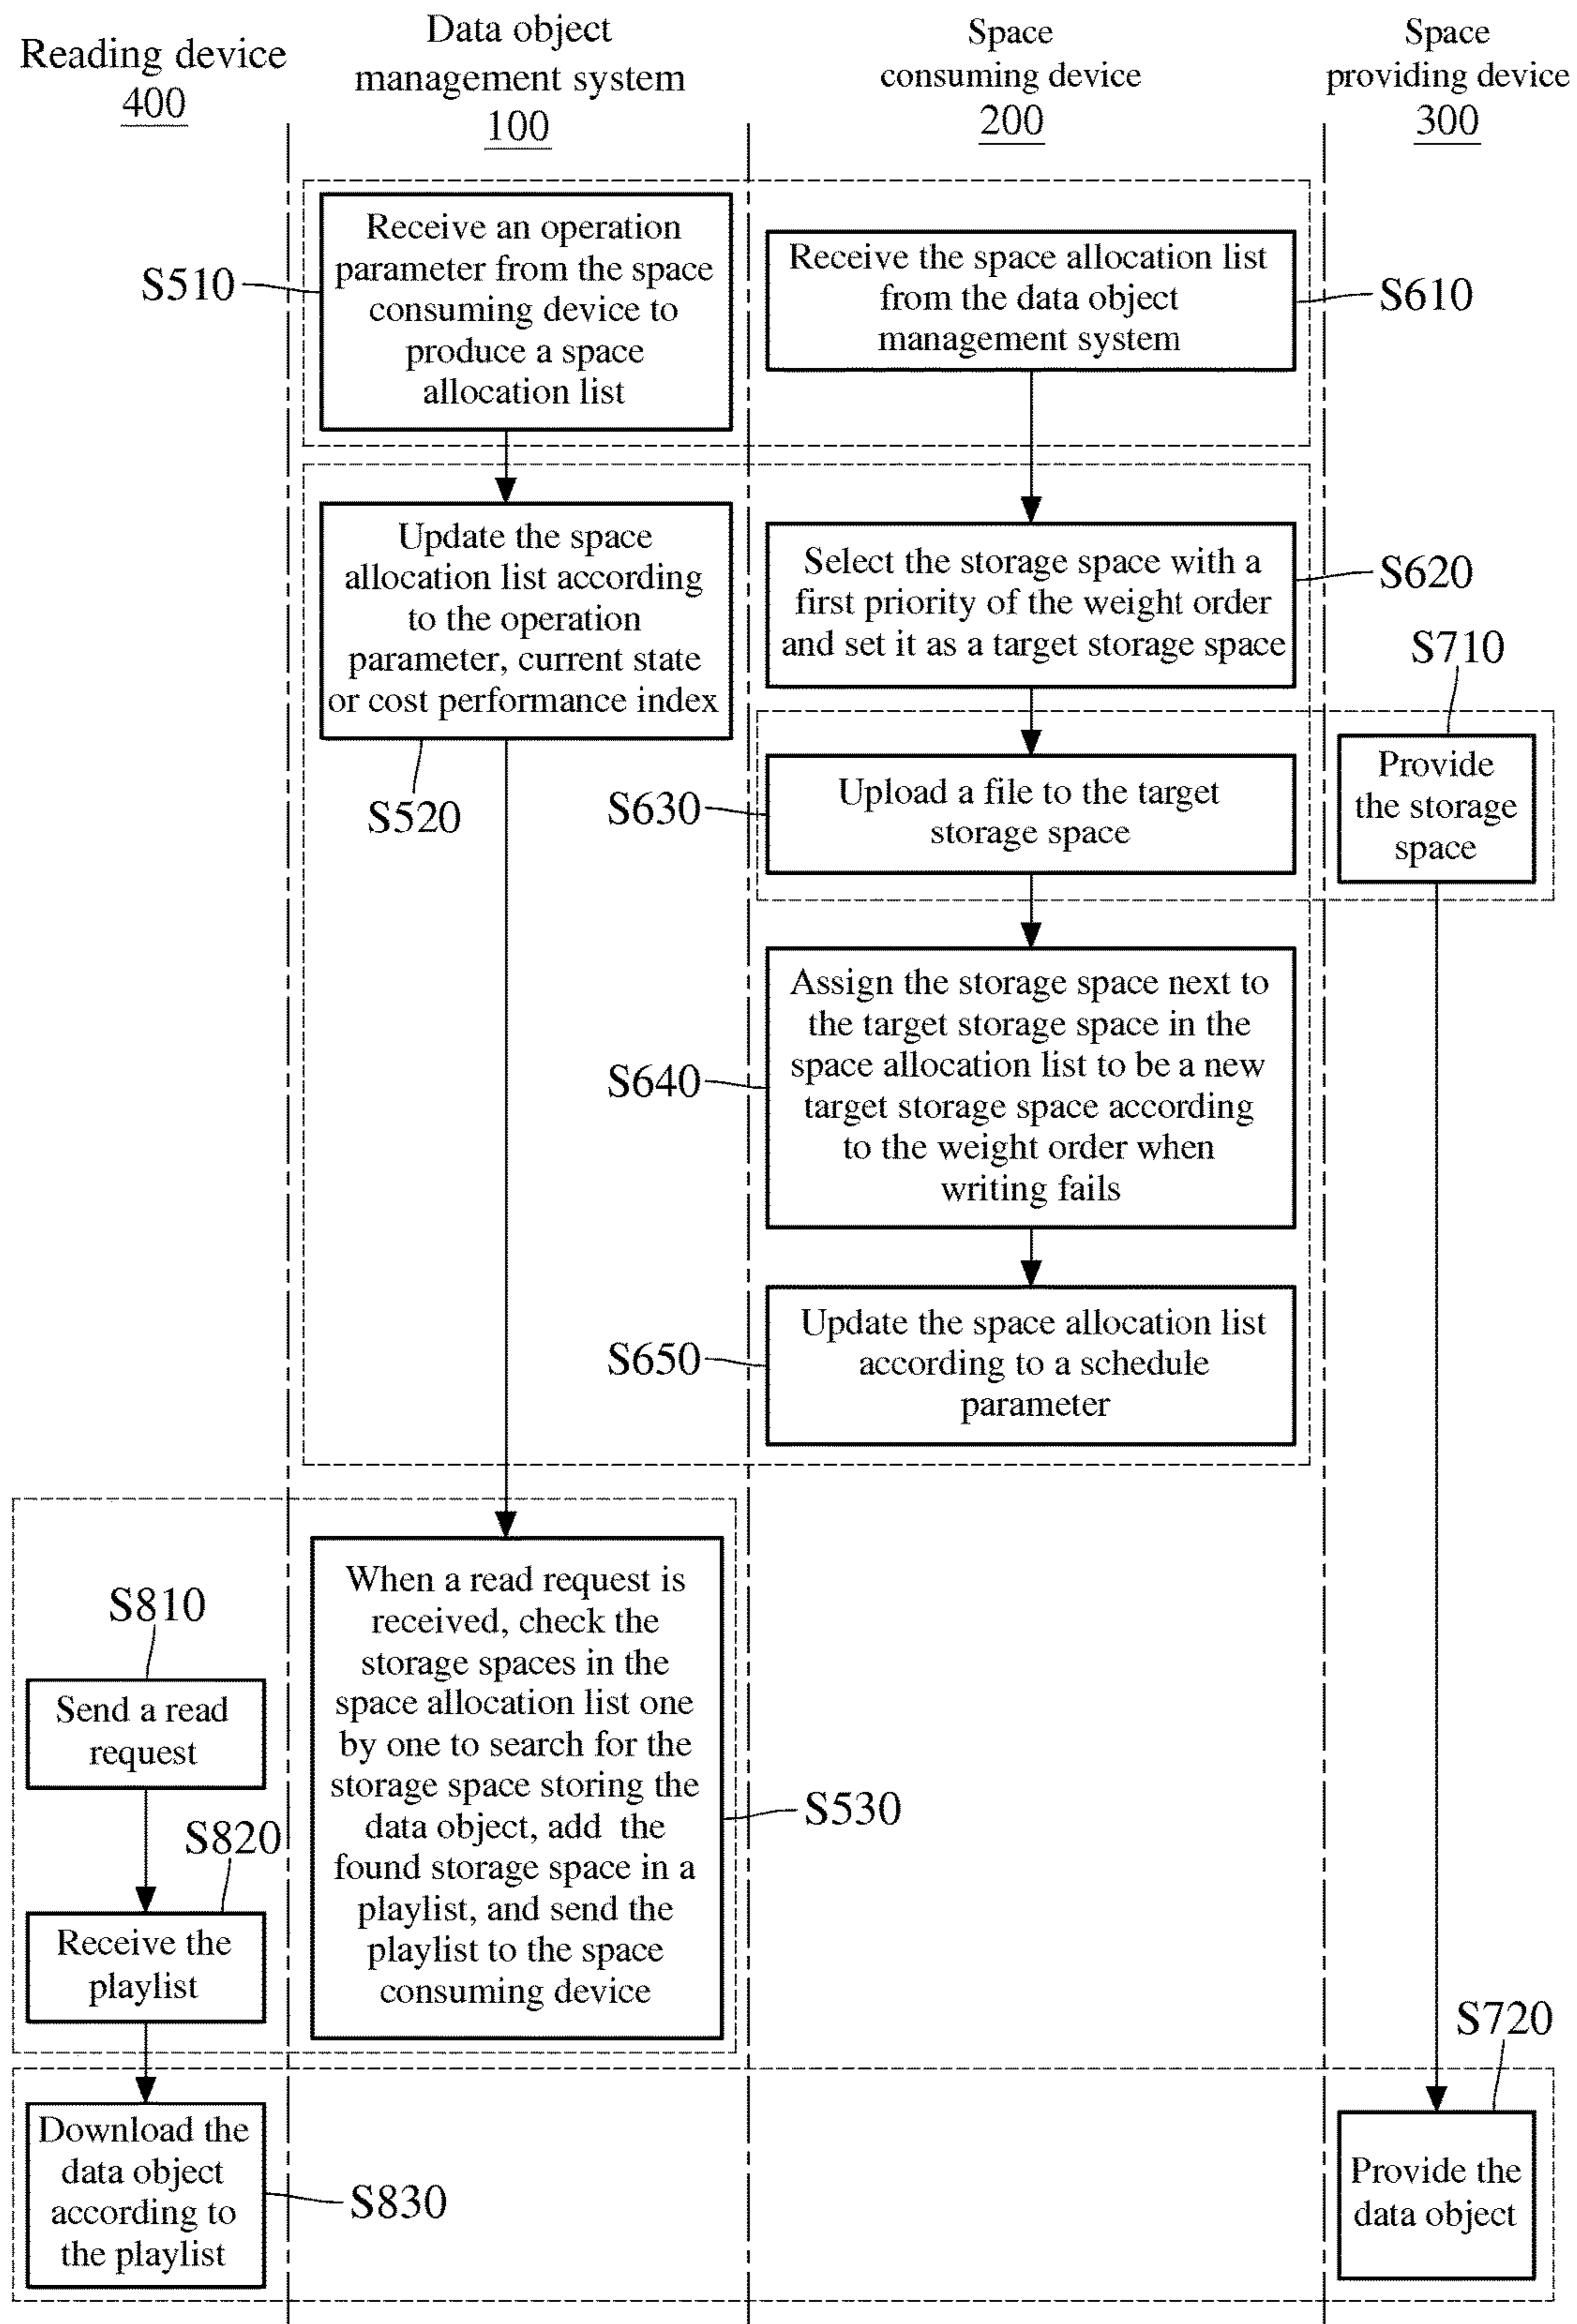 Reading device
400
Data object
management system
100
Space
consuming device
200
Space
providing device
300
S510
Receive an operation
parameter from the space
consuming device to
produce a space
allocation list
Receive the space allocation list
from the data object
management system
S610
Update the space
allocation list according
to the operation
parameter, current state
or cost performance index
S520
Select the storage space with a
first priority of the weight order
and set it as a target storage space
S620
S710
Provide
the storage
space
S630
Upload a file to the target
storage space
S640
Assign the storage space next to
the target storage space in the
space allocation list to be a new
target storage space according
to the weight order when
writing fails
S650
Update the space allocation list
according to a schedule
parameter
S810
Send a read
request
S820
Receive the
playlist
When a read request is
received, check the
storage spaces in the
space allocation list one
by one to search for the
storage space storing the
data object, add the
found storage space in a
playlist, and send the
playlist to the space
consuming device
S530
S720
Download the
data object
according to
the playlist
S830
Provide the
data object